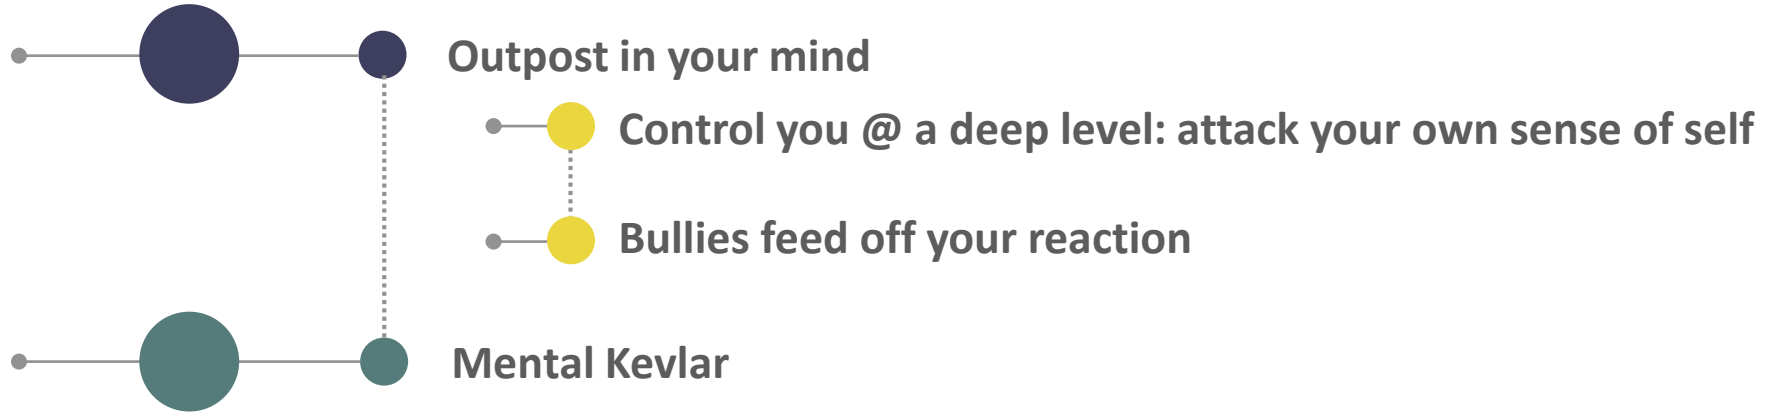 Outpost in your mind
Control you @ a deep level: attack your own sense of self
Bullies feed off your reaction
Mental Kevlar